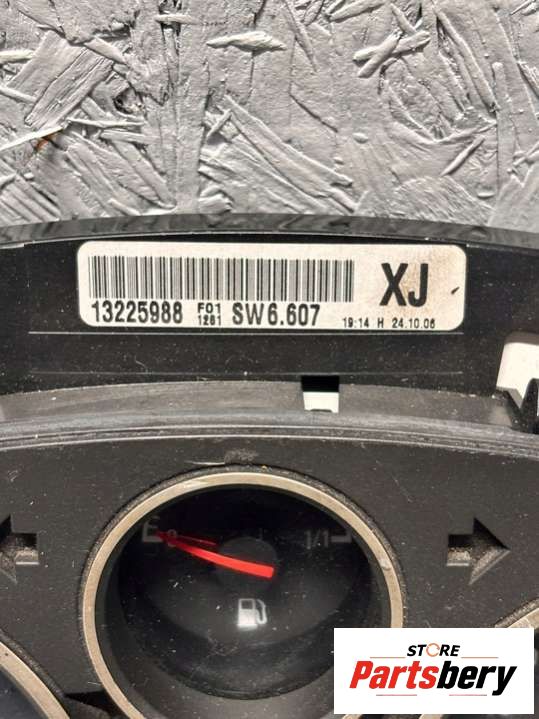 XJ
13225988 F01 1281 SW6.607
19:14 H 24.10.06
1/1
STORE
Partsbery